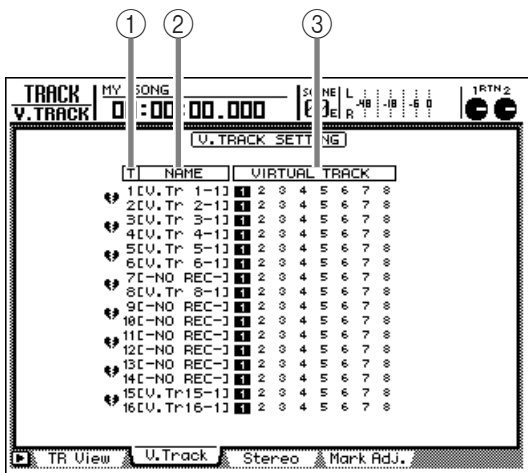 ① ② ③
TRACK MY SONG SCENE L 1RTN2
V.TRACK 00:00:00.000 00E R -48 -18 -6 0
V.TRACK SETTING
T NAME VIRTUAL TRACK
1[V.Tr 1-1] 1 2 3 4 5 6 7 8
2[V.Tr 2-1] 1 2 3 4 5 6 7 8
3[V.Tr 3-1] 1 2 3 4 5 6 7 8
4[V.Tr 4-1] 1 2 3 4 5 6 7 8
5[V.Tr 5-1] 1 2 3 4 5 6 7 8
6[V.Tr 6-1] 1 2 3 4 5 6 7 8
7[-NO REC-] 1 2 3 4 5 6 7 8
8[V.Tr 8-1] 1 2 3 4 5 6 7 8
9[-NO REC-] 1 2 3 4 5 6 7 8
10[-NO REC-] 1 2 3 4 5 6 7 8
11[-NO REC-] 1 2 3 4 5 6 7 8
12[-NO REC-] 1 2 3 4 5 6 7 8
13[-NO REC-] 1 2 3 4 5 6 7 8
14[-NO REC-] 1 2 3 4 5 6 7 8
15[V.Tr15-1] 1 2 3 4 5 6 7 8
16[V.Tr16-1] 1 2 3 4 5 6 7 8
TR View V.Track Stereo Mark Adj.